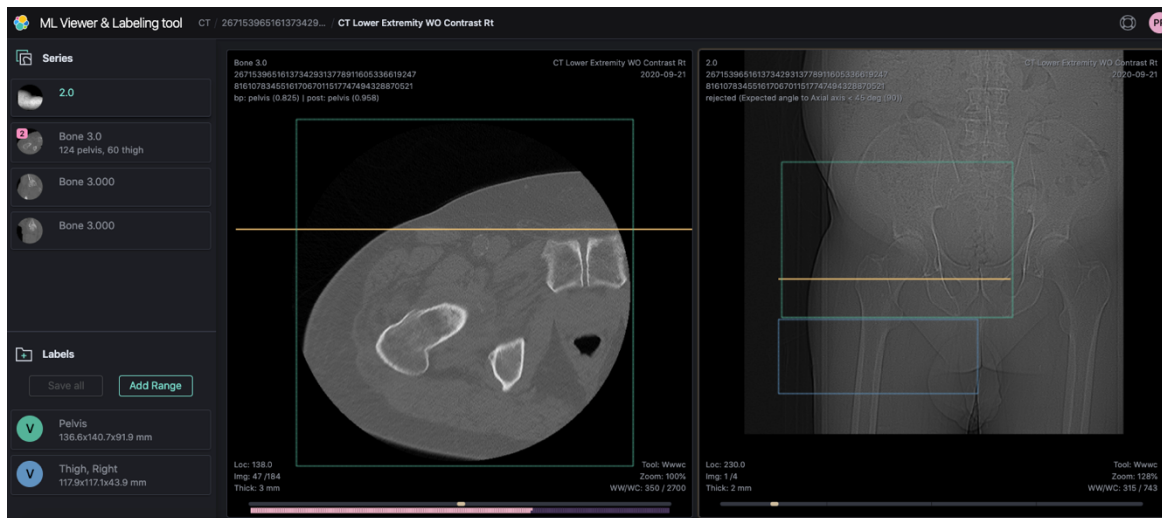 ML Viewer & Labeling tool CT / 267153965161373429... / CT Lower Extremity WO Contrast Rt
Series
2.0
2
Bone 3.0
124 pelvis, 60 thigh
Bone 3.000
Bone 3.000
Labels
Save all Add Range
V
Pelvis
136.6x140.7x91.9 mm
V
Thigh, Right
117.9x117.1x43.9 mm
Bone 3.0 CT Lower Extremity WO Contrast Rt
267153965161373429313778911605336619247 2020-09-21
81610783455161706701151774749432887​0521
bp: pelvis (0.825) | post: pelvis (0.958)
Loc: 138.0 Tool: Wwwc
Img: 47 /184 Zoom: 100%
Thick: 3 mm WW/WC: 350 / 2700
2.0 CT Lower Extremity WO Contrast Rt
267153965161373429313778911605336619247 2020-09-21
816107834551617067011517747494328870521
rejected (Expected angle to Axial axis < 45 deg (90))
Loc: 230.0 Tool: Wwwc
Img: 1 /4 Zoom: 128%
Thick: 2 mm WW/WC: 315 / 743